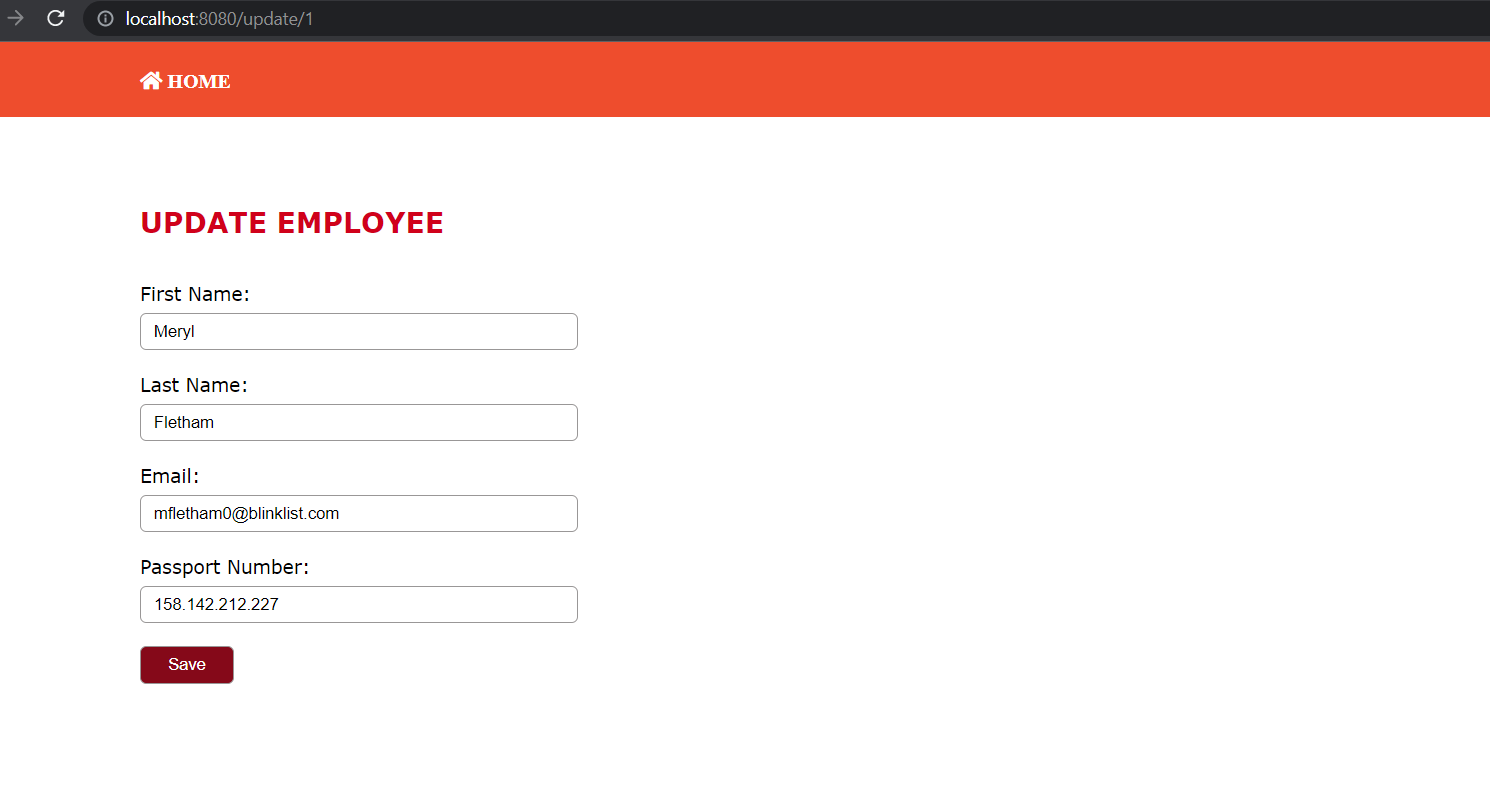 localhost:8080/update/1
HOME
UPDATE EMPLOYEE
First Name:
Meryl
Last Name:
Fletham
Email:
mfletham0@blinklist.com
Passport Number:
158.142.212.227
Save